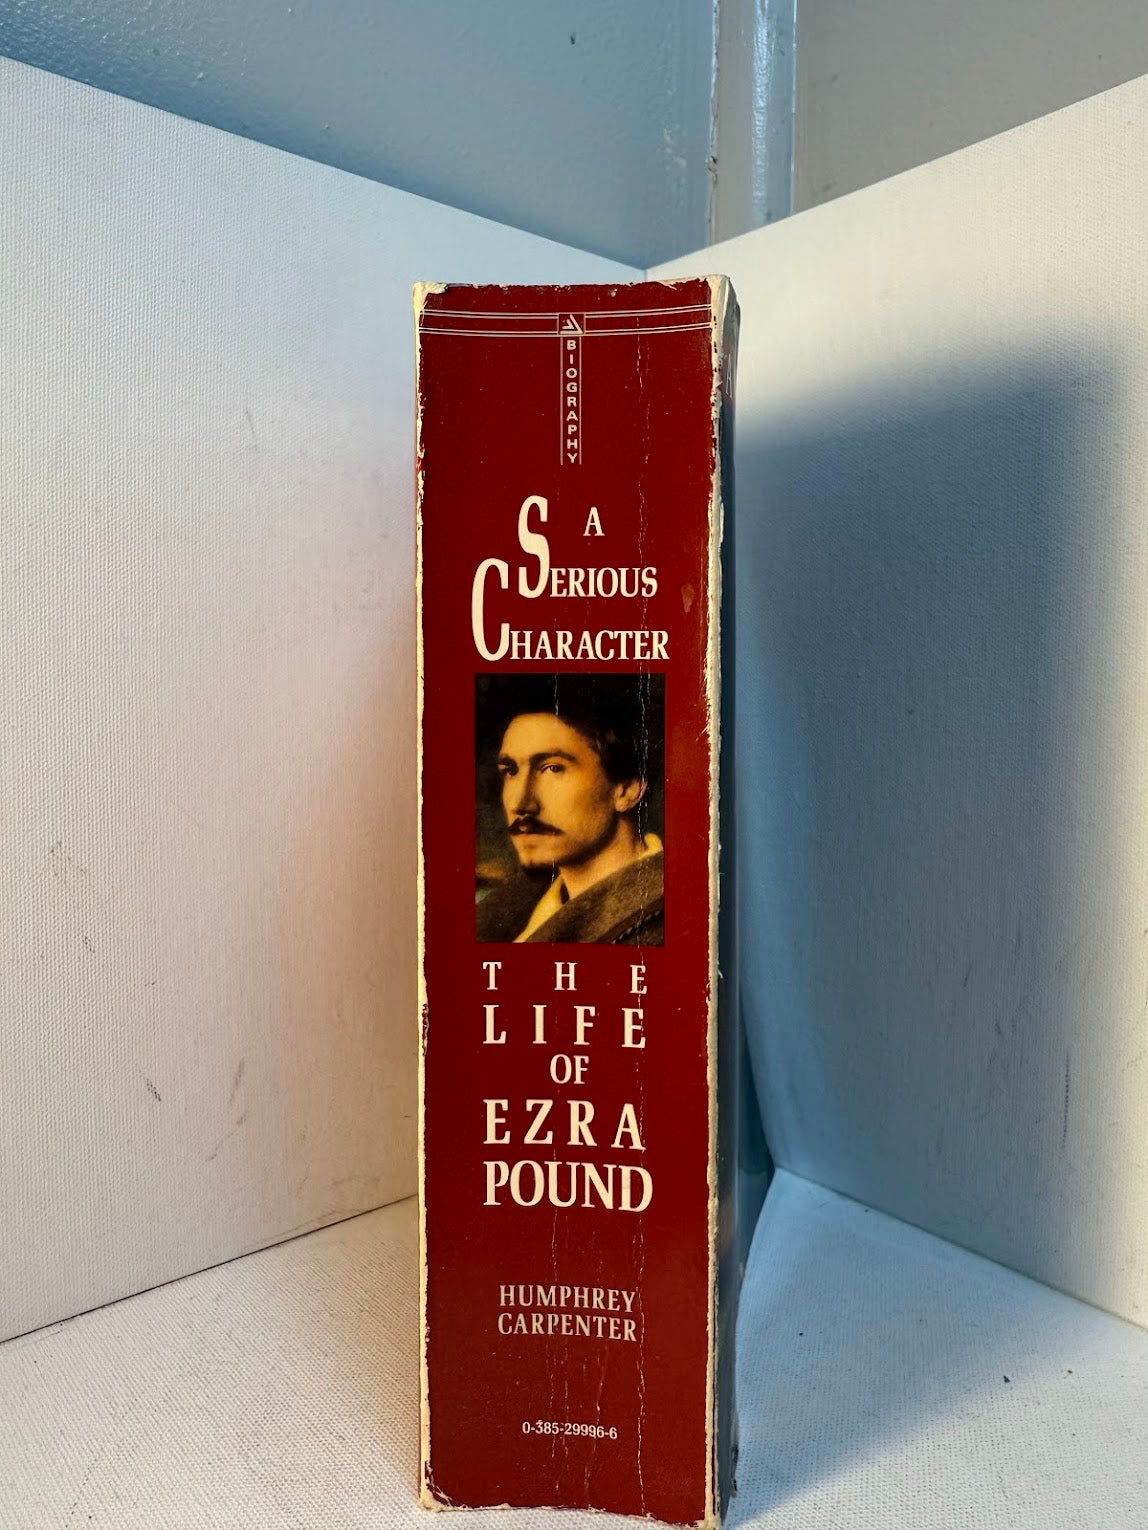 BIOGRAPHY
A
SERIOUS
CHARACTER
THE
LIFE
OF
EZRA
POUND
HUMPHREY
CARPENTER
0-385-29996-6